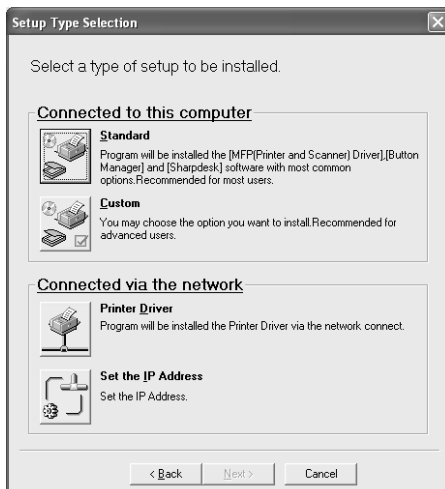 Setup Type Selection
Select a type of setup to be installed.
Connected to this computer
Standard
Program will be installed the [MFP(Printer and Scanner) Driver],[Button
Manager] and [Sharpdesk] software with most common
options.Recommended for most users.
Custom
You may choose the option you want to install.Recommended for
advanced users.
Connected via the network
Printer Driver
Program will be installed the Printer Driver via the network connect.
Set the IP Address
Set the IP Address.
< Back Next > Cancel